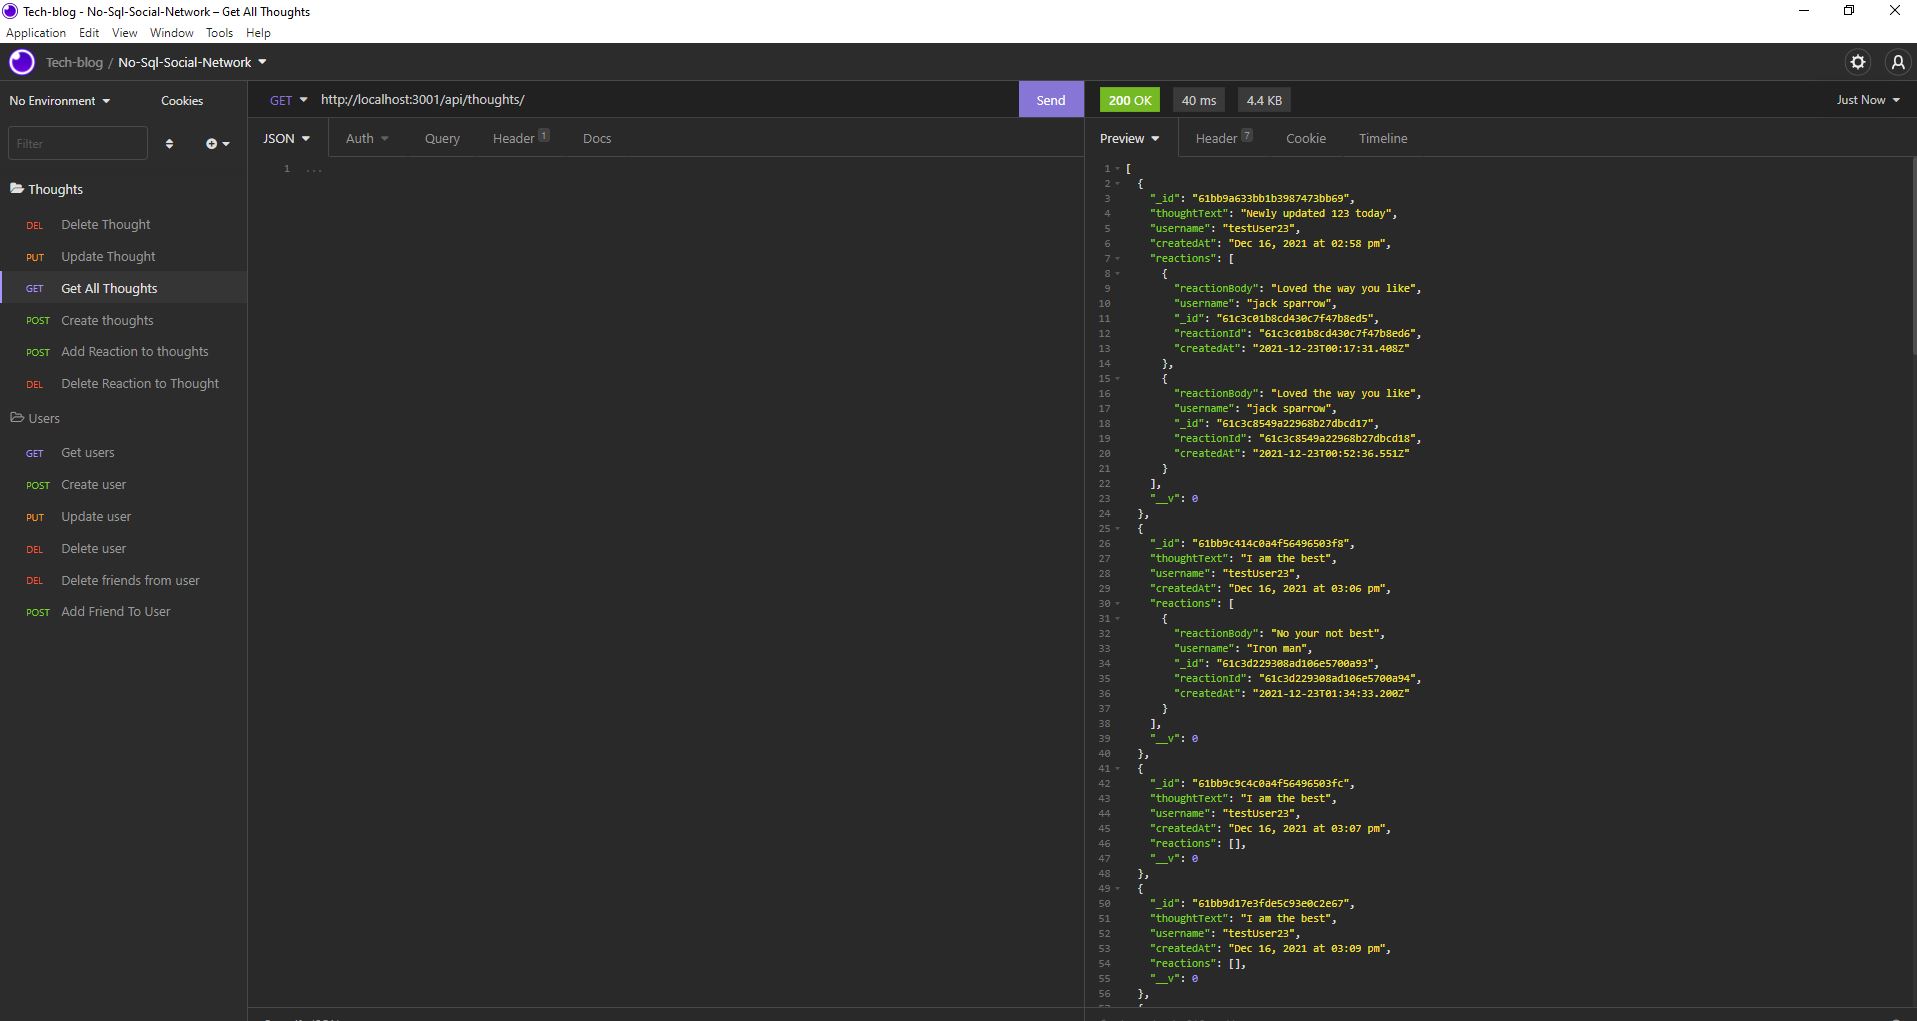 Tech-blog - No-Sql-Social-Network – Get All Thoughts
Application Edit View Window Tools Help
Tech-blog / No-Sql-Social-Network
No Environment Cookies
Filter
Thoughts
DEL Delete Thought
PUT Update Thought
GET Get All Thoughts
POST Create thoughts
POST Add Reaction to thoughts
DEL Delete Reaction to Thought
Users
GET Get users
POST Create user
PUT Update user
DEL Delete user
DEL Delete friends from user
POST Add Friend To User
GET http://localhost:3001/api/thoughts/ Send
JSON Auth Query Header 1 Docs
1 ...
200 OK 40 ms 4.4 KB Just Now
Preview Header 7 Cookie Timeline
1 [
2 {
3 "_id": "61bb9a633bb1b3987473bb69",
4 "thoughtText": "Newly updated 123 today",
5 "username": "testUser23",
6 "createdAt": "Dec 16, 2021 at 02:58 pm",
7 "reactions": [
8 {
9 "reactionBody": "Loved the way you like",
10 "username": "jack sparrow",
11 "_id": "61c3c01b8cd430c7f47b8ed5",
12 "reactionId": "61c3c01b8cd430c7f47b8ed6",
13 "createdAt": "2021-12-23T00:17:31.408Z"
14 },
15 {
16 "reactionBody": "Loved the way you like",
17 "username": "jack sparrow",
18 "_id": "61c3c8549a22968b27dbcd17",
19 "reactionId": "61c3c8549a22968b27dbcd18",
20 "createdAt": "2021-12-23T00:52:36.551Z"
21 }
22 ],
23 "__v": 0
24 },
25 {
26 "_id": "61bb9c414c0a4f56496503f8",
27 "thoughtText": "I am the best",
28 "username": "testUser23",
29 "createdAt": "Dec 16, 2021 at 03:06 pm",
30 "reactions": [
31 {
32 "reactionBody": "No your not best",
33 "username": "Iron man",
34 "_id": "61c3d229308ad106e5700a93",
35 "reactionId": "61c3d229308ad106e5700a94",
36 "createdAt": "2021-12-23T01:34:33.200Z"
37 }
38 ],
39 "__v": 0
40 },
41 {
42 "_id": "61bb9c9c4c0a4f56496503fc",
43 "thoughtText": "I am the best",
44 "username": "testUser23",
45 "createdAt": "Dec 16, 2021 at 03:07 pm",
46 "reactions": [],
47 "__v": 0
48 },
49 {
50 "_id": "61bb9d17e3fde5c93e0c2e67",
51 "thoughtText": "I am the best",
52 "username": "testUser23",
53 "createdAt": "Dec 16, 2021 at 03:09 pm",
54 "reactions": [],
55 "__v": 0
56 },